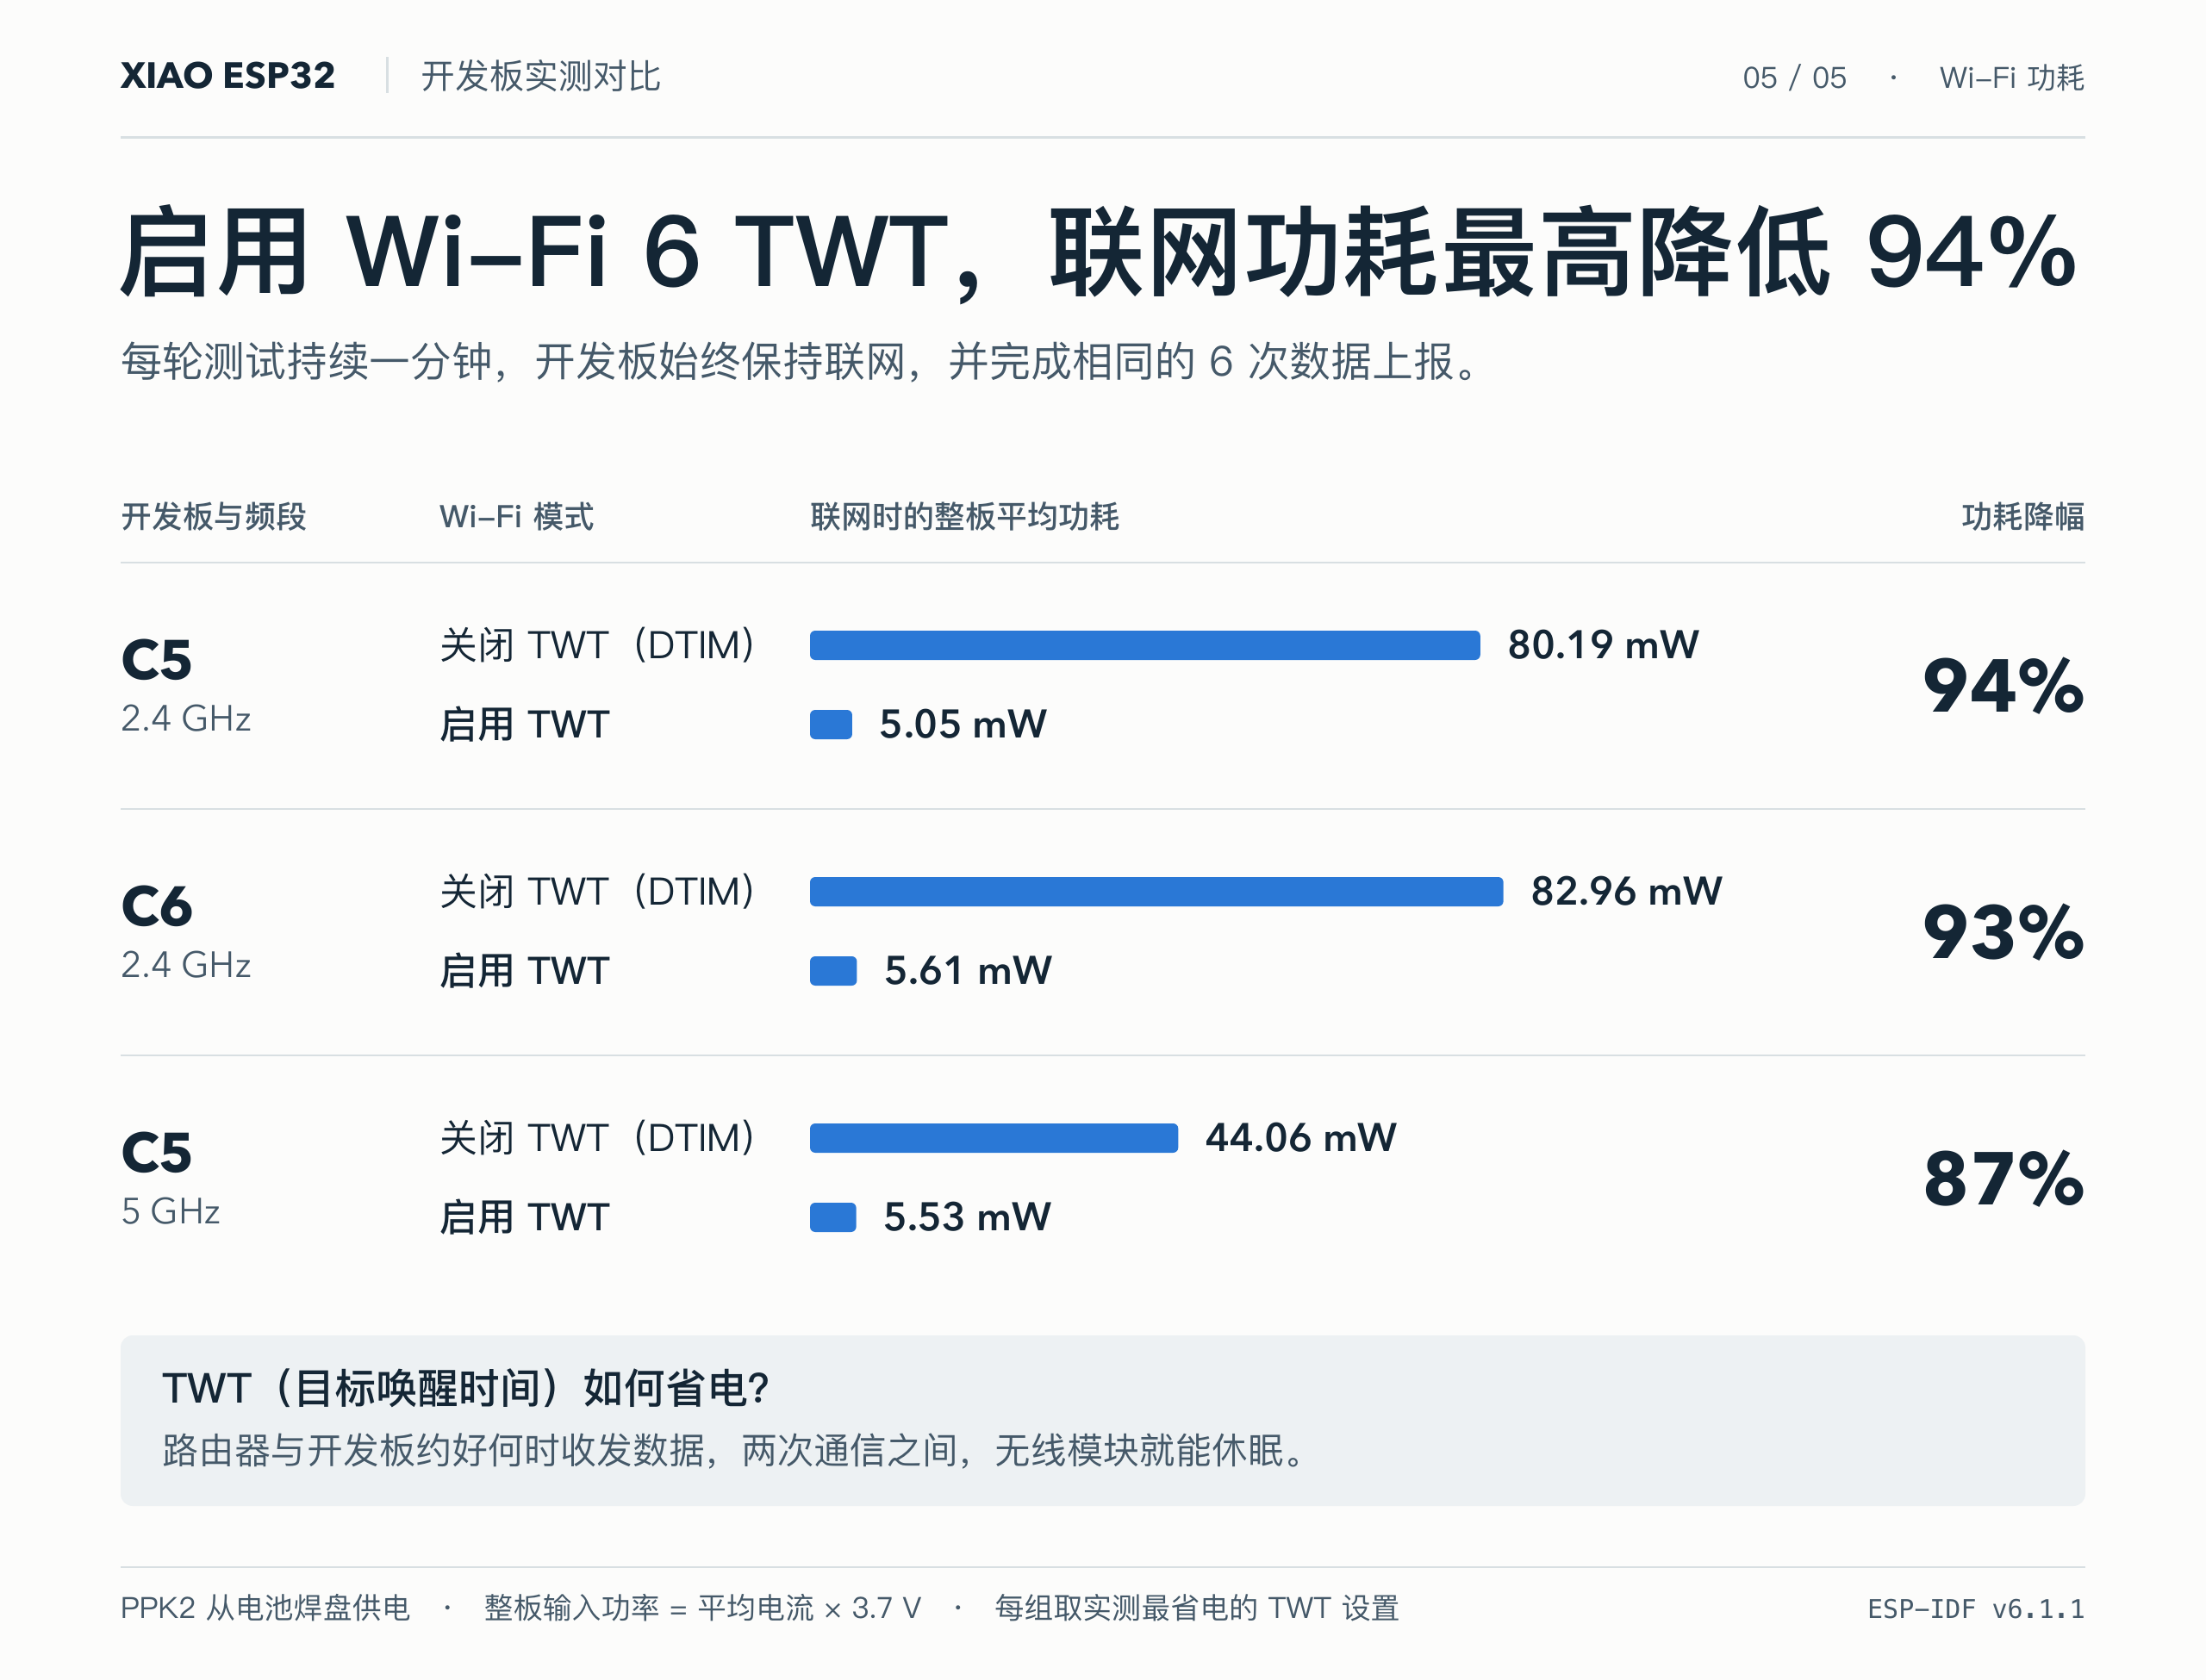 XIAO ESP32 | 开发板实测对比
05 / 05 · Wi-Fi 功耗
启用 Wi-Fi 6 TWT，联网功耗最高降低 94%
每轮测试持续一分钟，开发板始终保持联网，并完成相同的 6 次数据上报。
开发板与频段 Wi-Fi 模式 联网时的整板平均功耗 功耗降幅
C5
2.4 GHz
关闭 TWT（DTIM） 80.19 mW
启用 TWT 5.05 mW
94%
C6
2.4 GHz
关闭 TWT（DTIM） 82.96 mW
启用 TWT 5.61 mW
93%
C5
5 GHz
关闭 TWT（DTIM） 44.06 mW
启用 TWT 5.53 mW
87%
TWT（目标唤醒时间）如何省电？
路由器与开发板约好何时收发数据，两次通信之间，无线模块就能休眠。
PPK2 从电池焊盘供电 · 整板输入功率 = 平均电流 × 3.7 V · 每组取实测最省电的 TWT 设置
ESP-IDF v6.1.1